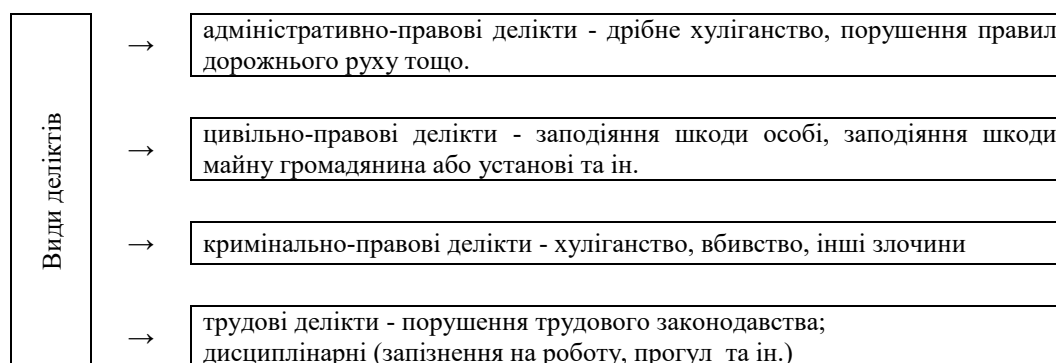 Види деліктів
→
адміністративно-правові делікти - дрібне хуліганство, порушення правил
дорожнього руху тощо.
→
цивільно-правові делікти - заподіяння шкоди особі, заподіяння шкоди
майну громадянина або установі та ін.
→
кримінально-правові делікти - хуліганство, вбивство, інші злочини
→
трудові делікти - порушення трудового законодавства;
дисциплінарні (запізнення на роботу, прогул та ін.)